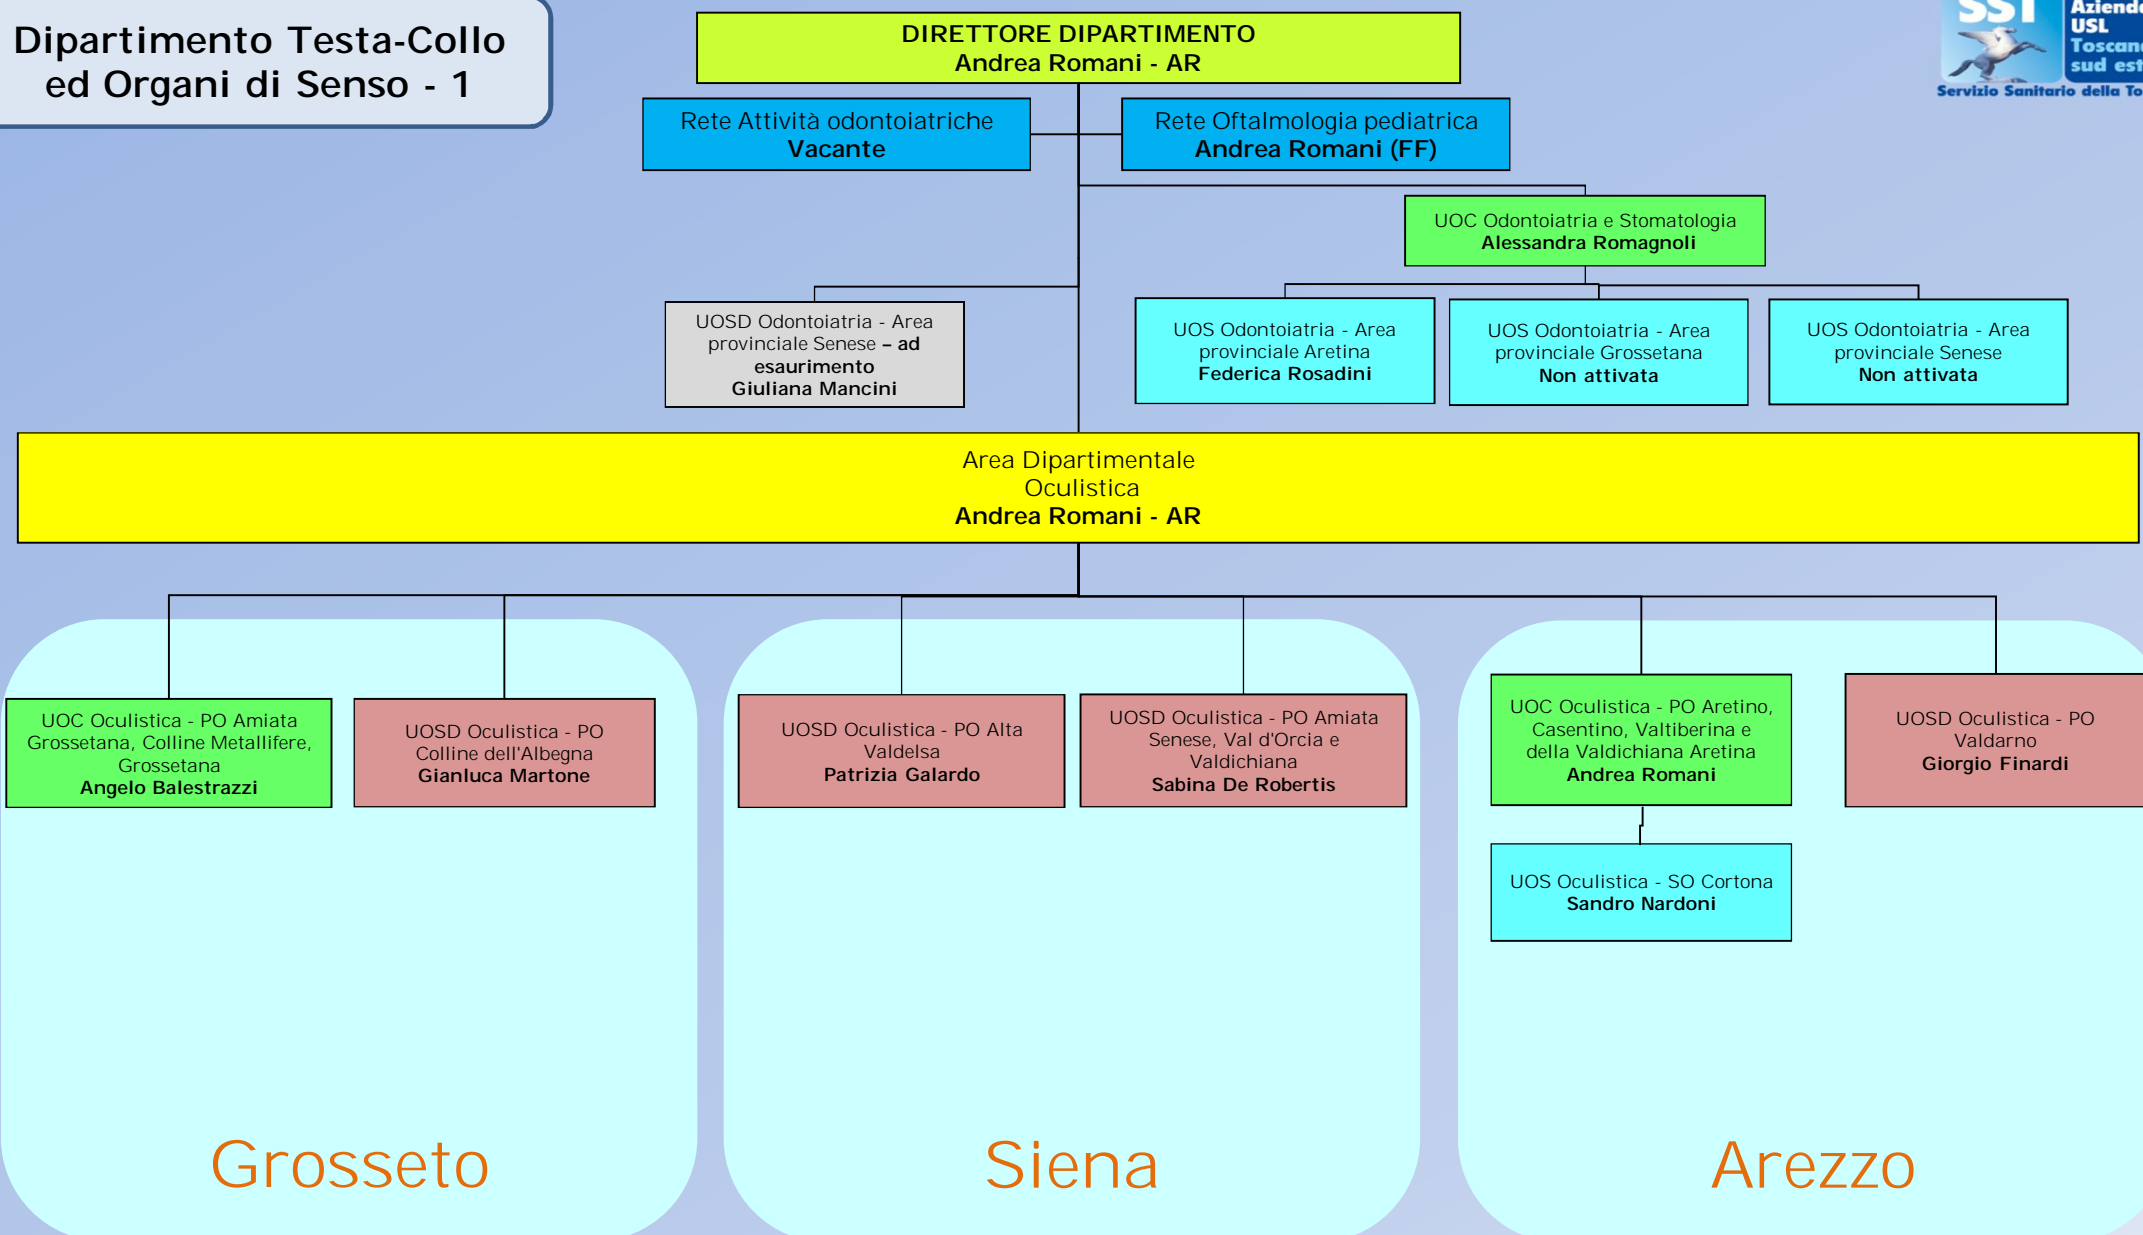 Dipartimento Testa-Collo
ed Organi di Senso - 1
DIRETTORE DIPARTIMENTO
Andrea Romani - AR
SST
USL
sud est
Servizio Sanitario della
Rete Attività odontoiatriche
Vacante
Rete Oftalmologia pediatrica
Andrea Romani (FF)
UOC Odontoiatria e Stomatologia
Alessandra Romagnoli
UOSD Odontoiatria - Area
provinciale Senese – ad
esaurimento
Giuliana Mancini
UOS Odontoiatria - Area
provinciale Aretina
Federica Rosadini
UOS Odontoiatria - Area
provinciale Grossetana
Non attivata
UOS Odontoiatria - Area
provinciale Senese
Non attivata
Area Dipartimentale
Oculistica
Andrea Romani - AR
UOC Oculistica - PO Amiata
Grossetana, Colline Metallifere,
Grossetana
Angelo Balestrazzi
UOSD Oculistica - PO
Colline dell'Albegna
Gianluca Martone
UOSD Oculistica - PO Alta
Valdelsa
Patrizia Galardo
UOSD Oculistica - PO Amiata
Senese, Val d'Orcia e
Valdichiana
Sabina De Robertis
UOC Oculistica - PO Aretino,
Casentino, Valtiberina e
della Valdichiana Aretina
Andrea Romani
UOSD Oculistica - PO
Valdarno
Giorgio Finardi
UOS Oculistica - SO Cortona
Sandro Nardoni
Grosseto
Siena
Arezzo